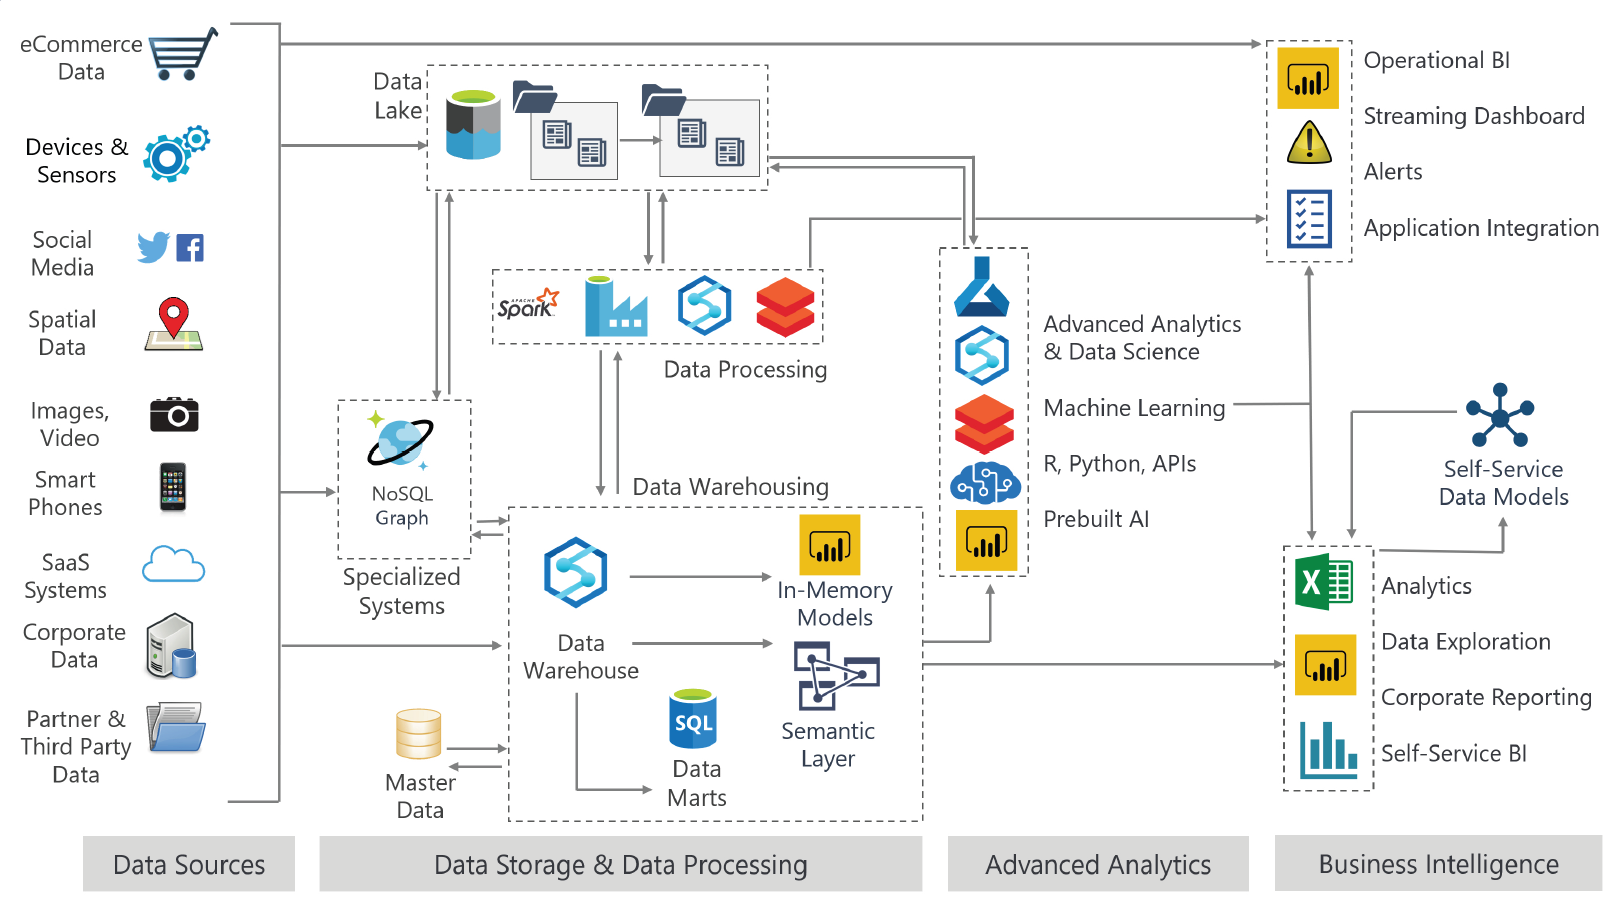 eCommerce
Data
Devices &
Sensors
Social
Media
Spatial
Data
Images,
Video
Smart
Phones
SaaS
Systems
Corporate
Data
Partner &
Third Party
Data
Data
Lake
APACHE
Spark
Data Processing
NoSQL
Graph
Specialized
Systems
Data Warehousing
Data
Warehouse
In-Memory
Models
Semantic
Layer
SQL
Data
Marts
Master
Data
Advanced Analytics
& Data Science
Machine Learning
R, Python, APIs
Prebuilt AI
Operational BI
Streaming Dashboard
Alerts
Application Integration
Self-Service
Data Models
X
Analytics
Data Exploration
Corporate Reporting
Self-Service BI
Data Sources
Data Storage & Data Processing
Advanced Analytics
Business Intelligence